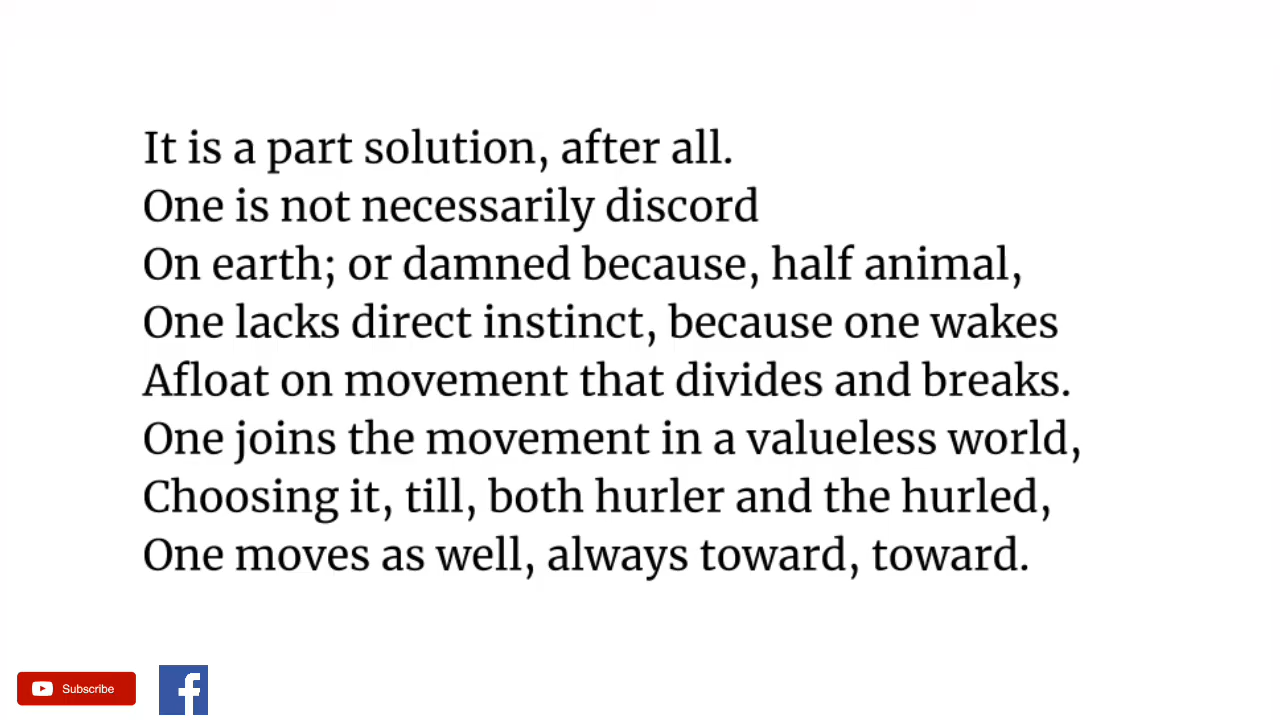 It is a part solution, after all.
One is not necessarily discord
On earth; or damned because, half animal,
One lacks direct instinct, because one wakes
Afloat on movement that divides and breaks.
One joins the movement in a valueless world,
Choosing it, till, both hurler and the hurled,
One moves as well, always toward, toward.
Subscribe